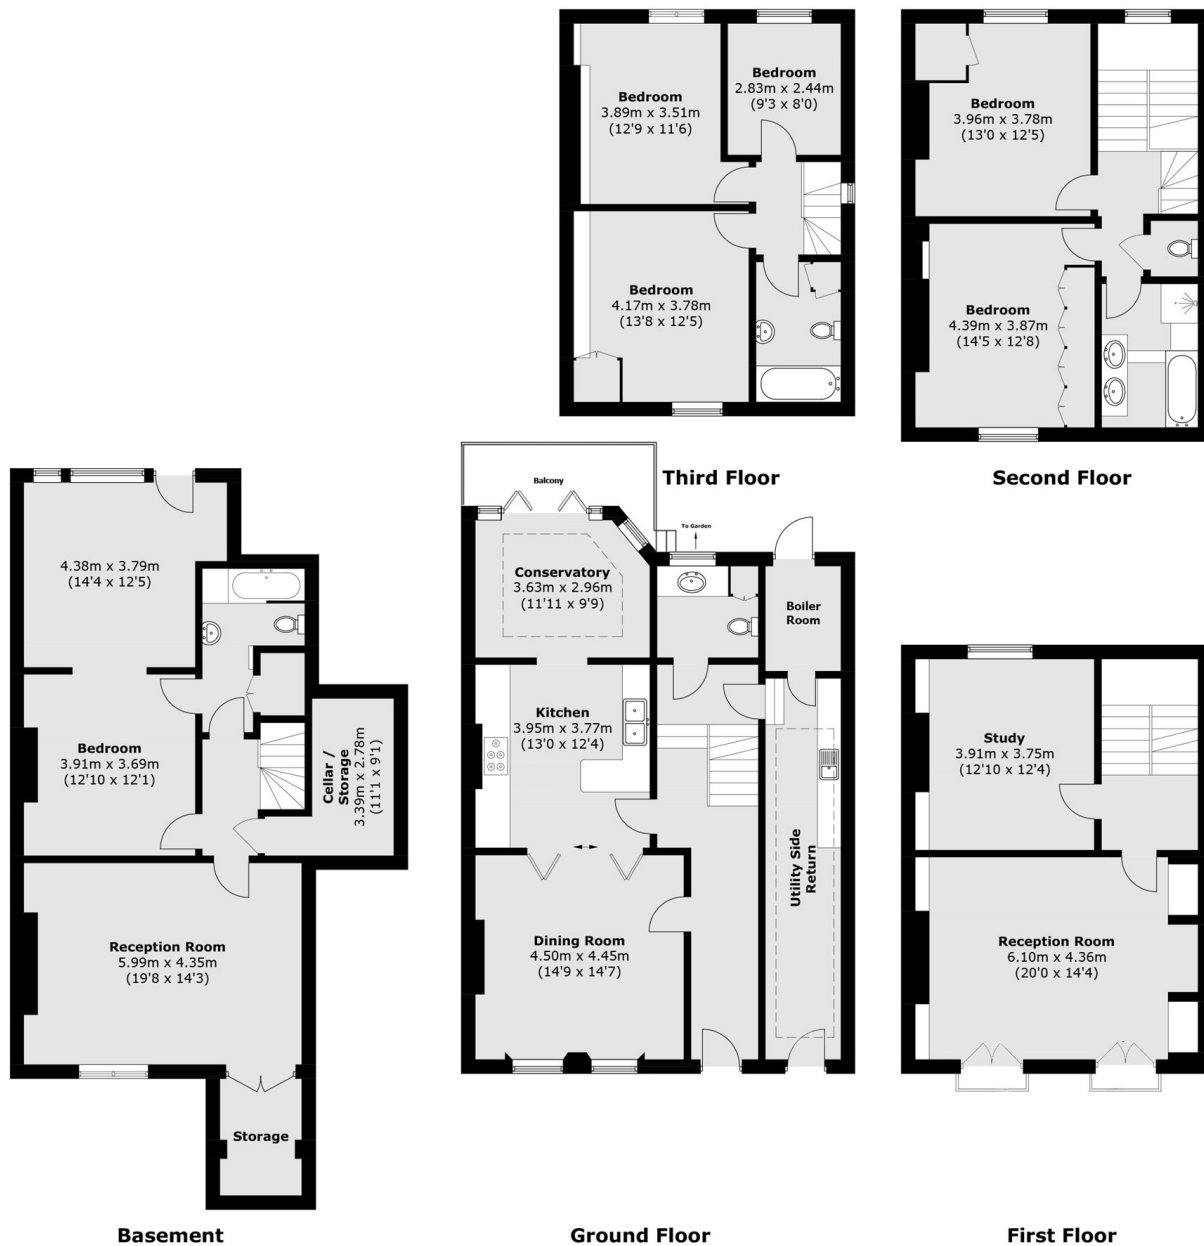 Bedroom
3.89m x 3.51m
(12'9 x 11'6)
Bedroom
2.83m x 2.44m
(9'3 x 8'0)
Bedroom
4.17m x 3.78m
(13'8 x 12'5)
Third Floor
Bedroom
3.96m x 3.78m
(13'0 x 12'5)
Bedroom
4.39m x 3.87m
(14'5 x 12'8)
Second Floor
4.38m x 3.79m
(14'4 x 12'5)
Bedroom
3.91m x 3.69m
(12'10 x 12'1)
Cellar /
Storage
3.39m x 2.78m
(11'1 x 9'1)
Reception Room
5.99m x 4.35m
(19'8 x 14'3)
Storage
Basement
Balcony
To Garden
Conservatory
3.63m x 2.96m
(11'11 x 9'9)
Boiler
Room
Kitchen
3.95m x 3.77m
(13'0 x 12'4)
Utility Side
Return
Dining Room
4.50m x 4.45m
(14'9 x 14'7)
Ground Floor
Study
3.91m x 3.75m
(12'10 x 12'4)
Reception Room
6.10m x 4.36m
(20'0 x 14'4)
First Floor